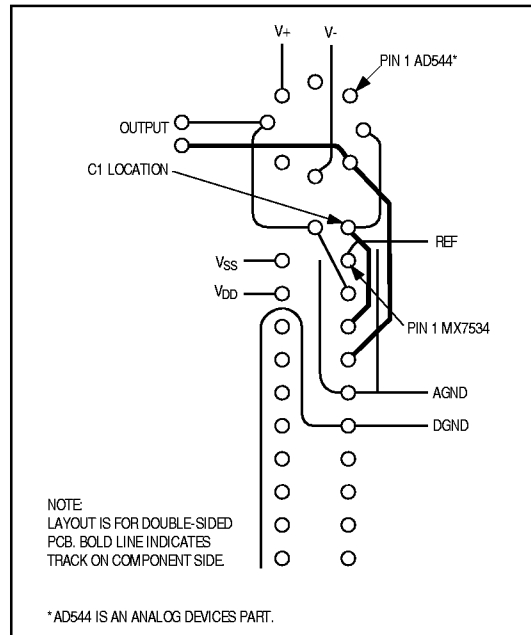 V+ V-
PIN 1 AD544*
OUTPUT
C1 LOCATION
REF
VSS
VDD
PIN 1 MX7534
AGND
DGND
NOTE:
LAYOUT IS FOR DOUBLE-SIDED
PCB. BOLD LINE INDICATES
TRACK ON COMPONENT SIDE.
*AD544 IS AN ANALOG DEVICES PART.